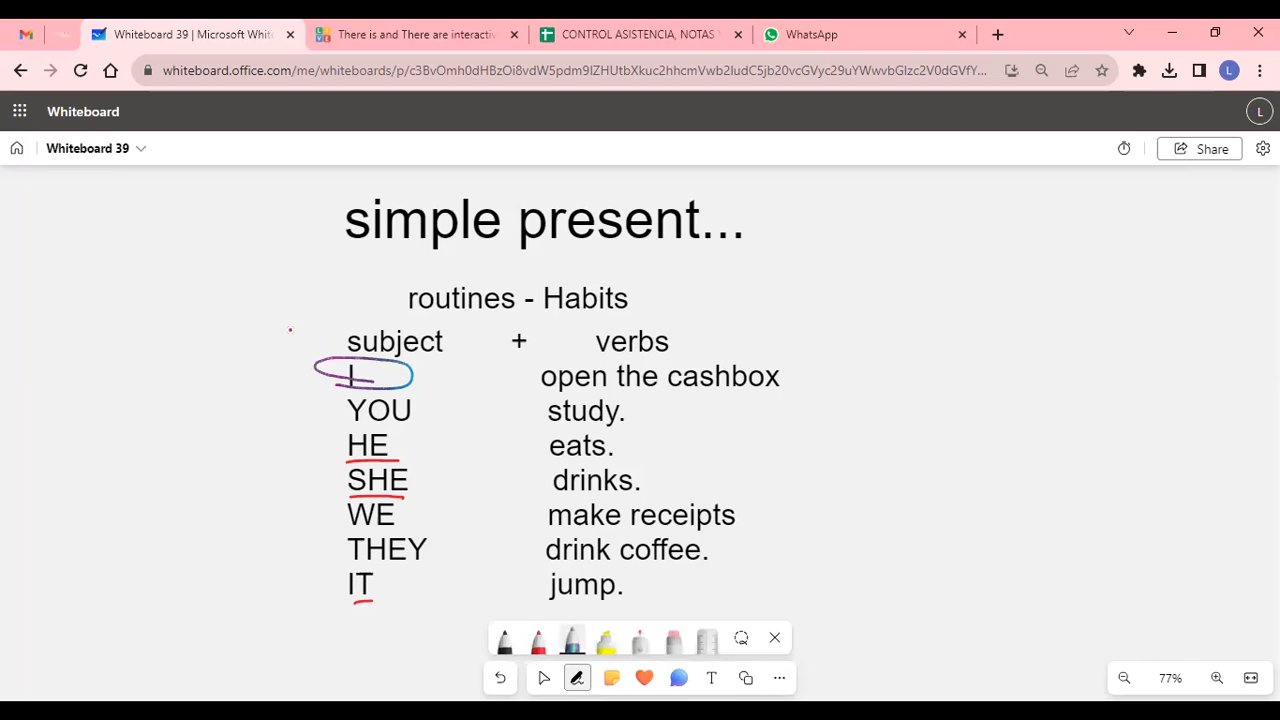 Whiteboard 39 | Microsoft Whit
There is and There are interactiv
CONTROL ASISTENCIA, NOTAS Y
WhatsApp
L
Whiteboard
L
Whiteboard 39
Share
simple present...
routines - Habits
subject + verbs
I open the cashbox
YOU study.
HE eats.
SHE drinks.
WE make receipts
THEY drink coffee.
IT jump.
T
77%